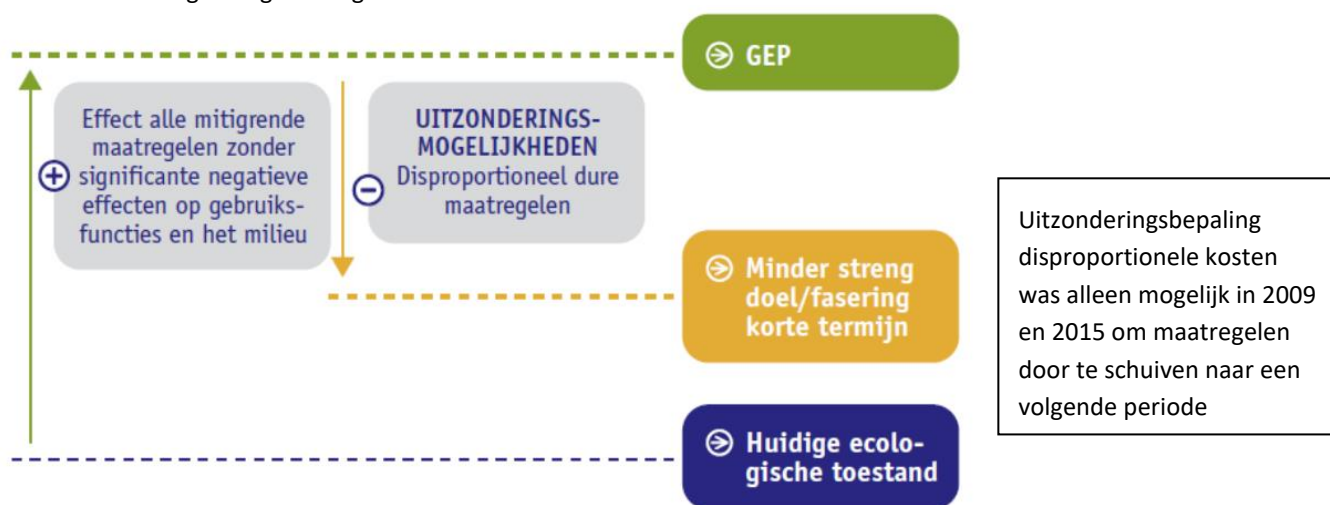 GEP
Effect alle mitigrende
maatregelen zonder
significante negatieve
effecten op gebruiks-
functies en het milieu
UITZONDERINGS-
MOGELIJKHEDEN
Disproportioneel dure
maatregelen
Minder streng
doel/fasering
korte termijn
Huidige ecolo-
gische toestand
Uitzonderingsbepaling
disproportionele kosten
was alleen mogelijk in 2009
en 2015 om maatregelen
door te schuiven naar een
volgende periode